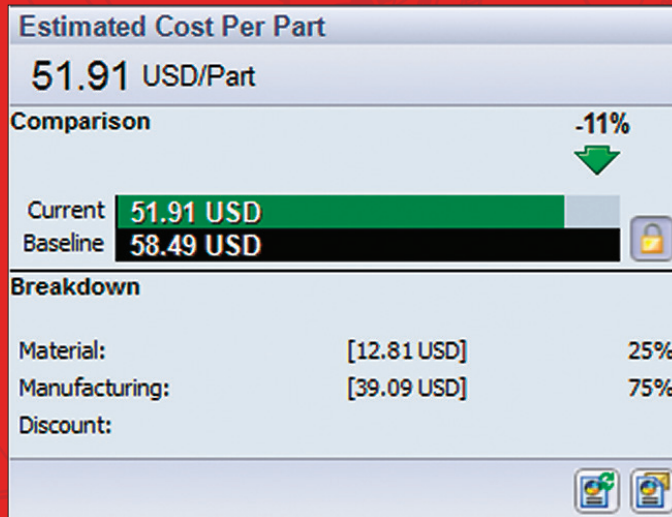 Estimated Cost Per Part
51.91 USD/Part
Comparison -11%
Current 51.91 USD
Baseline 58.49 USD
Breakdown
Material: [12.81 USD] 25%
Manufacturing: [39.09 USD] 75%
Discount: